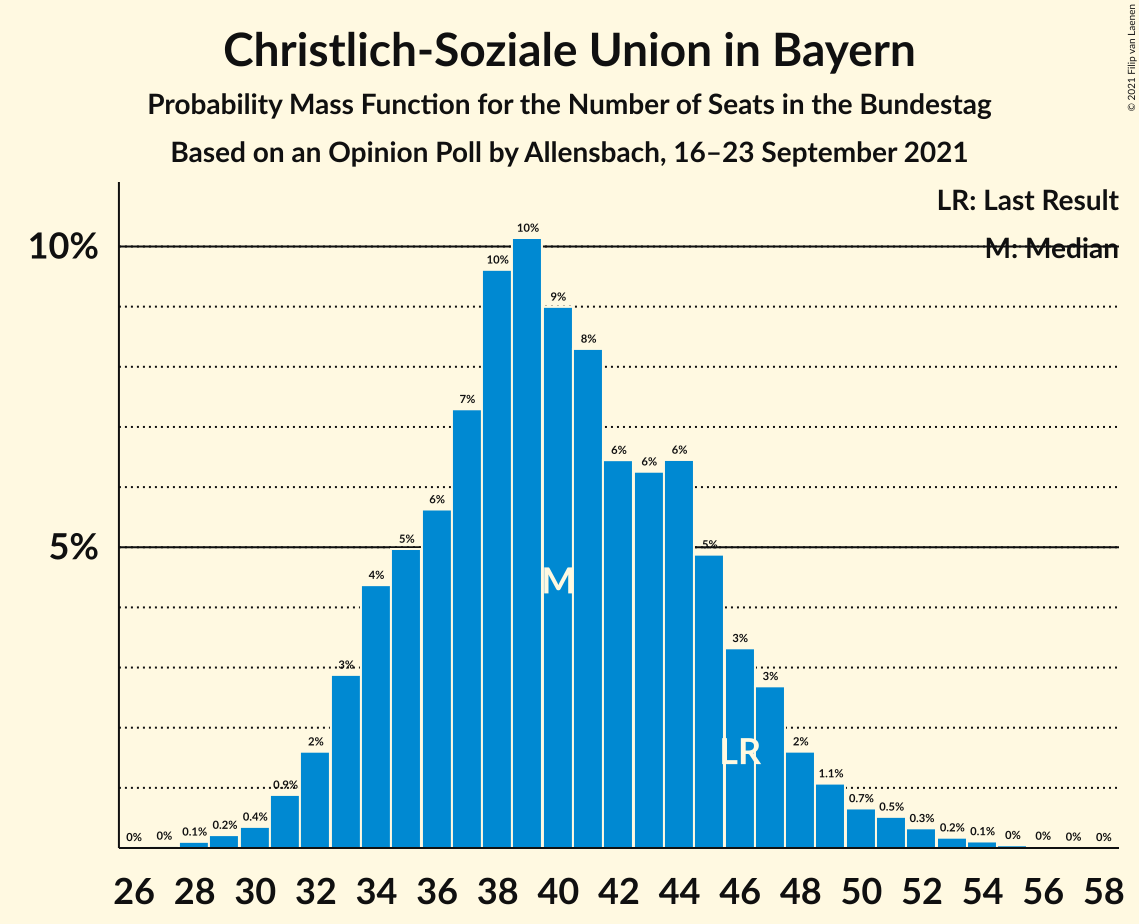 Christlich-Soziale Union in Bayern
Probability Mass Function for the Number of Seats in the Bundestag
Based on an Opinion Poll by Allensbach, 16–23 September 2021
© 2021 Filip van Laenen
LR: Last Result
M: Median
10%
5%
0% 0% 0.1% 0.2% 0.4% 0.9% 2% 3% 4% 5% 6% 7% 10% 10% 9% 8% 6% 6% 6% 5% 3% 3% 2% 1.1% 0.7% 0.5% 0.3% 0.2% 0.1% 0% 0% 0% 0%
M
LR
26 28 30 32 34 36 38 40 42 44 46 48 50 52 54 56 58